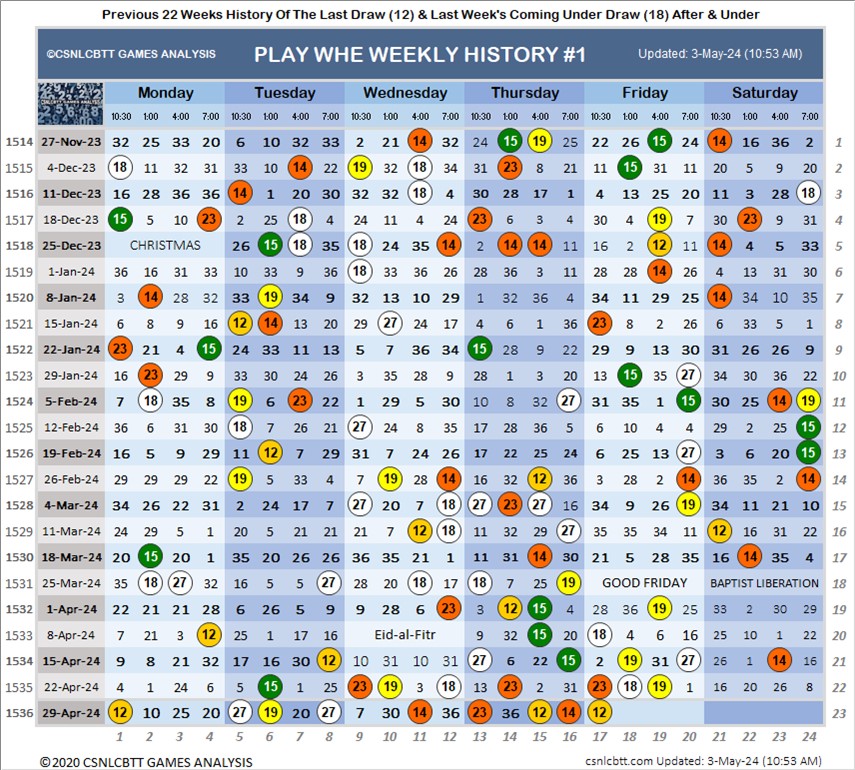 Previous 22 Weeks History Of The Last Draw (12) & Last Week's Coming Under Draw (18) After & Under
©CSNLCBTT GAMES ANALYSIS PLAY WHE WEEKLY HISTORY #1 Updated: 3-May-24 (10:53 AM)
CSNLCBTT GAMES ANALYSIS Monday Tuesday Wednesday Thursday Friday Saturday
10:30 1:00 4:00 7:00 10:30 1:00 4:00 7:00 10:30 1:00 4:00 7:00 10:30 1:00 4:00 7:00 10:30 1:00 4:00 7:00 10:30 1:00 4:00 7:00
1514 27-Nov-23 32 25 33 20 6 10 32 33 2 21 14 32 24 15 19 25 22 26 15 24 14 16 36 2 1
1515 4-Dec-23 18 11 32 31 33 10 14 22 19 32 18 34 31 23 8 21 11 15 31 11 20 5 9 20 2
1516 11-Dec-23 16 28 36 36 14 1 20 30 32 32 18 4 30 28 17 1 4 13 25 20 11 3 28 18 3
1517 18-Dec-23 15 5 10 23 2 25 18 4 24 11 4 24 23 6 3 4 30 4 19 7 22 23 9 31 4
1518 25-Dec-23 CHRISTMAS 26 15 18 35 18 24 35 14 2 14 14 11 16 2 12 11 14 4 5 33 5
1519 1-Jan-24 36 16 31 33 10 33 9 36 18 33 36 26 28 36 3 11 28 28 14 26 4 13 31 30 6
1520 8-Jan-24 3 14 28 32 33 19 34 9 32 13 10 29 1 32 36 4 34 11 29 25 14 34 10 35 7
1521 15-Jan-24 6 8 9 16 12 14 13 20 29 27 24 17 4 6 1 36 23 8 2 26 6 33 5 1 8
1522 22-Jan-24 23 21 4 15 24 33 11 13 5 7 36 34 15 28 9 22 29 9 13 30 31 26 26 9 9
1523 29-Jan-24 16 23 29 9 33 30 24 26 3 35 28 9 28 1 3 20 13 15 35 27 34 30 36 22 10
1524 5-Feb-24 7 18 35 8 19 6 23 22 1 29 5 30 10 8 32 27 31 35 1 15 30 25 23 19 11
1525 12-Feb-24 36 6 31 30 18 7 26 21 27 24 8 35 17 28 36 5 6 10 4 4 29 2 25 15 12
1526 19-Feb-24 16 5 9 29 11 12 7 29 31 7 24 26 17 22 25 24 6 28 13 27 3 6 20 15 13
1527 26-Feb-24 29 29 29 22 19 5 33 4 7 19 28 14 16 32 12 36 3 28 2 14 36 35 2 14 14
1528 4-Mar-24 34 26 22 31 2 24 17 7 27 20 7 18 27 23 27 16 34 9 20 19 34 11 21 10 15
1529 11-Mar-24 24 29 5 1 20 5 21 21 7 21 12 18 11 32 29 27 35 35 34 11 12 16 31 22 16
1530 18-Mar-24 20 15 20 1 35 20 26 26 36 35 21 1 11 31 14 30 21 5 28 35 16 14 35 4 17
1531 25-Mar-24 35 18 27 32 16 5 5 27 28 20 18 17 18 7 25 19 GOOD FRIDAY BAPTIST LIBERATION 18
1532 1-Apr-24 22 21 21 28 6 26 5 9 9 28 6 23 3 12 15 4 28 36 19 25 33 2 30 29 19
1533 8-Apr-24 7 21 3 12 25 1 17 16 Eid-al-Fitr 9 32 15 20 18 4 6 16 25 10 1 22 20
1534 15-Apr-24 9 8 21 32 17 16 30 12 10 31 10 31 27 6 22 15 2 19 31 27 26 1 23 16 21
1535 22-Apr-24 4 1 24 6 6 15 1 25 23 19 3 18 13 23 2 31 23 18 19 1 16 20 26 8 22
1536 29-Apr-24 12 10 25 20 27 19 20 27 7 30 14 36 23 36 12 14 12 23
1 2 3 4 5 6 7 8 9 10 11 12 13 14 15 16 17 18 19 20 21 22 23 24
©2020 CSNLCBTT GAMES ANALYSIS csnlcbtt.com Updated: 3-May-24 (10:53 AM)